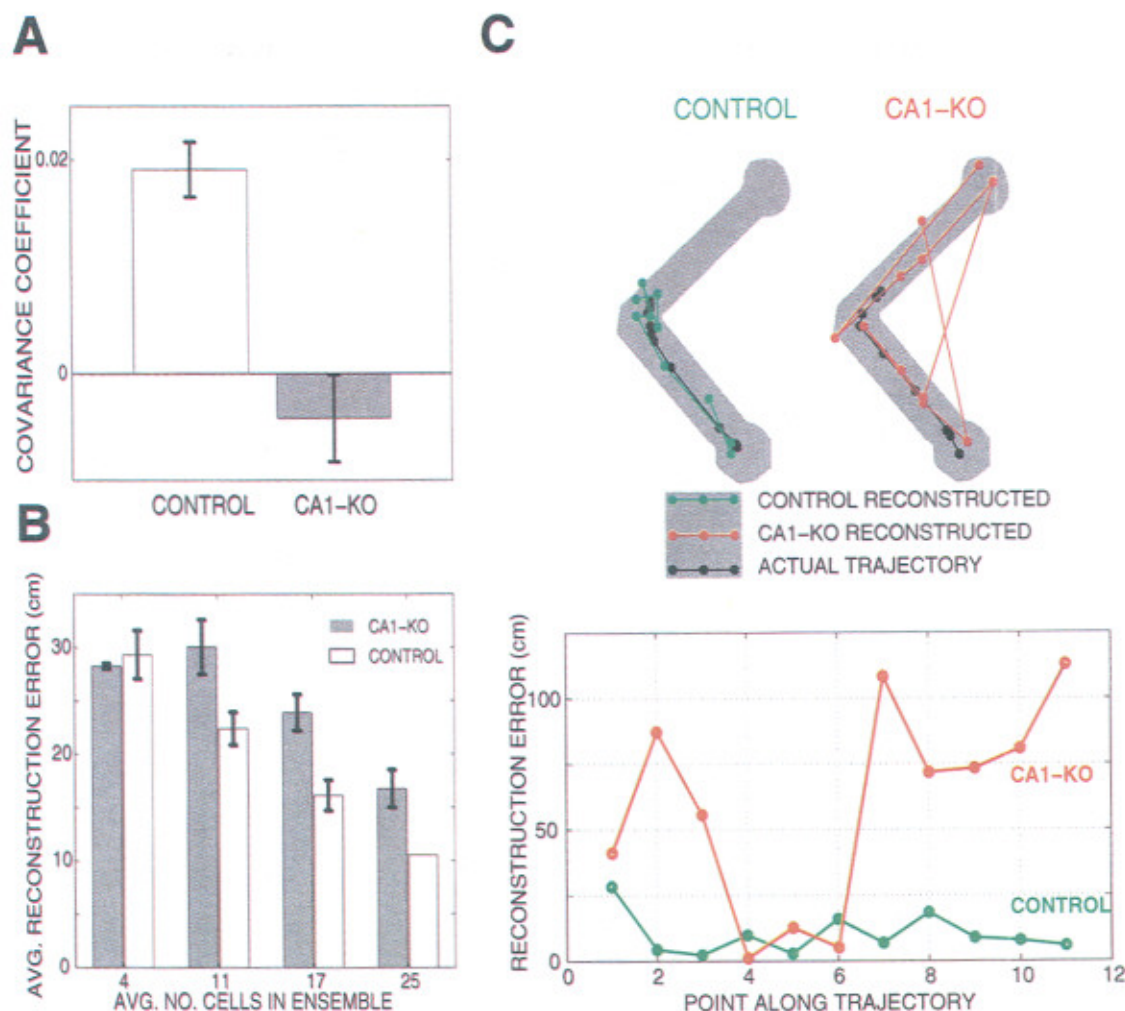 A
COVARIANCE COEFFICIENT
0.02
0
CONTROL CA1-KO
B
AVG. RECONSTRUCTION ERROR (cm)
30
20
10
0
CA1-KO
CONTROL
4 11 17 25
AVG. NO. CELLS IN ENSEMBLE
C
CONTROL CA1-KO
CONTROL RECONSTRUCTED
CA1-KO RECONSTRUCTED
ACTUAL TRAJECTORY
RECONSTRUCTION ERROR (cm)
100
50
0
CA1-KO
CONTROL
0 2 4 6 8 10 12
POINT ALONG TRAJECTORY